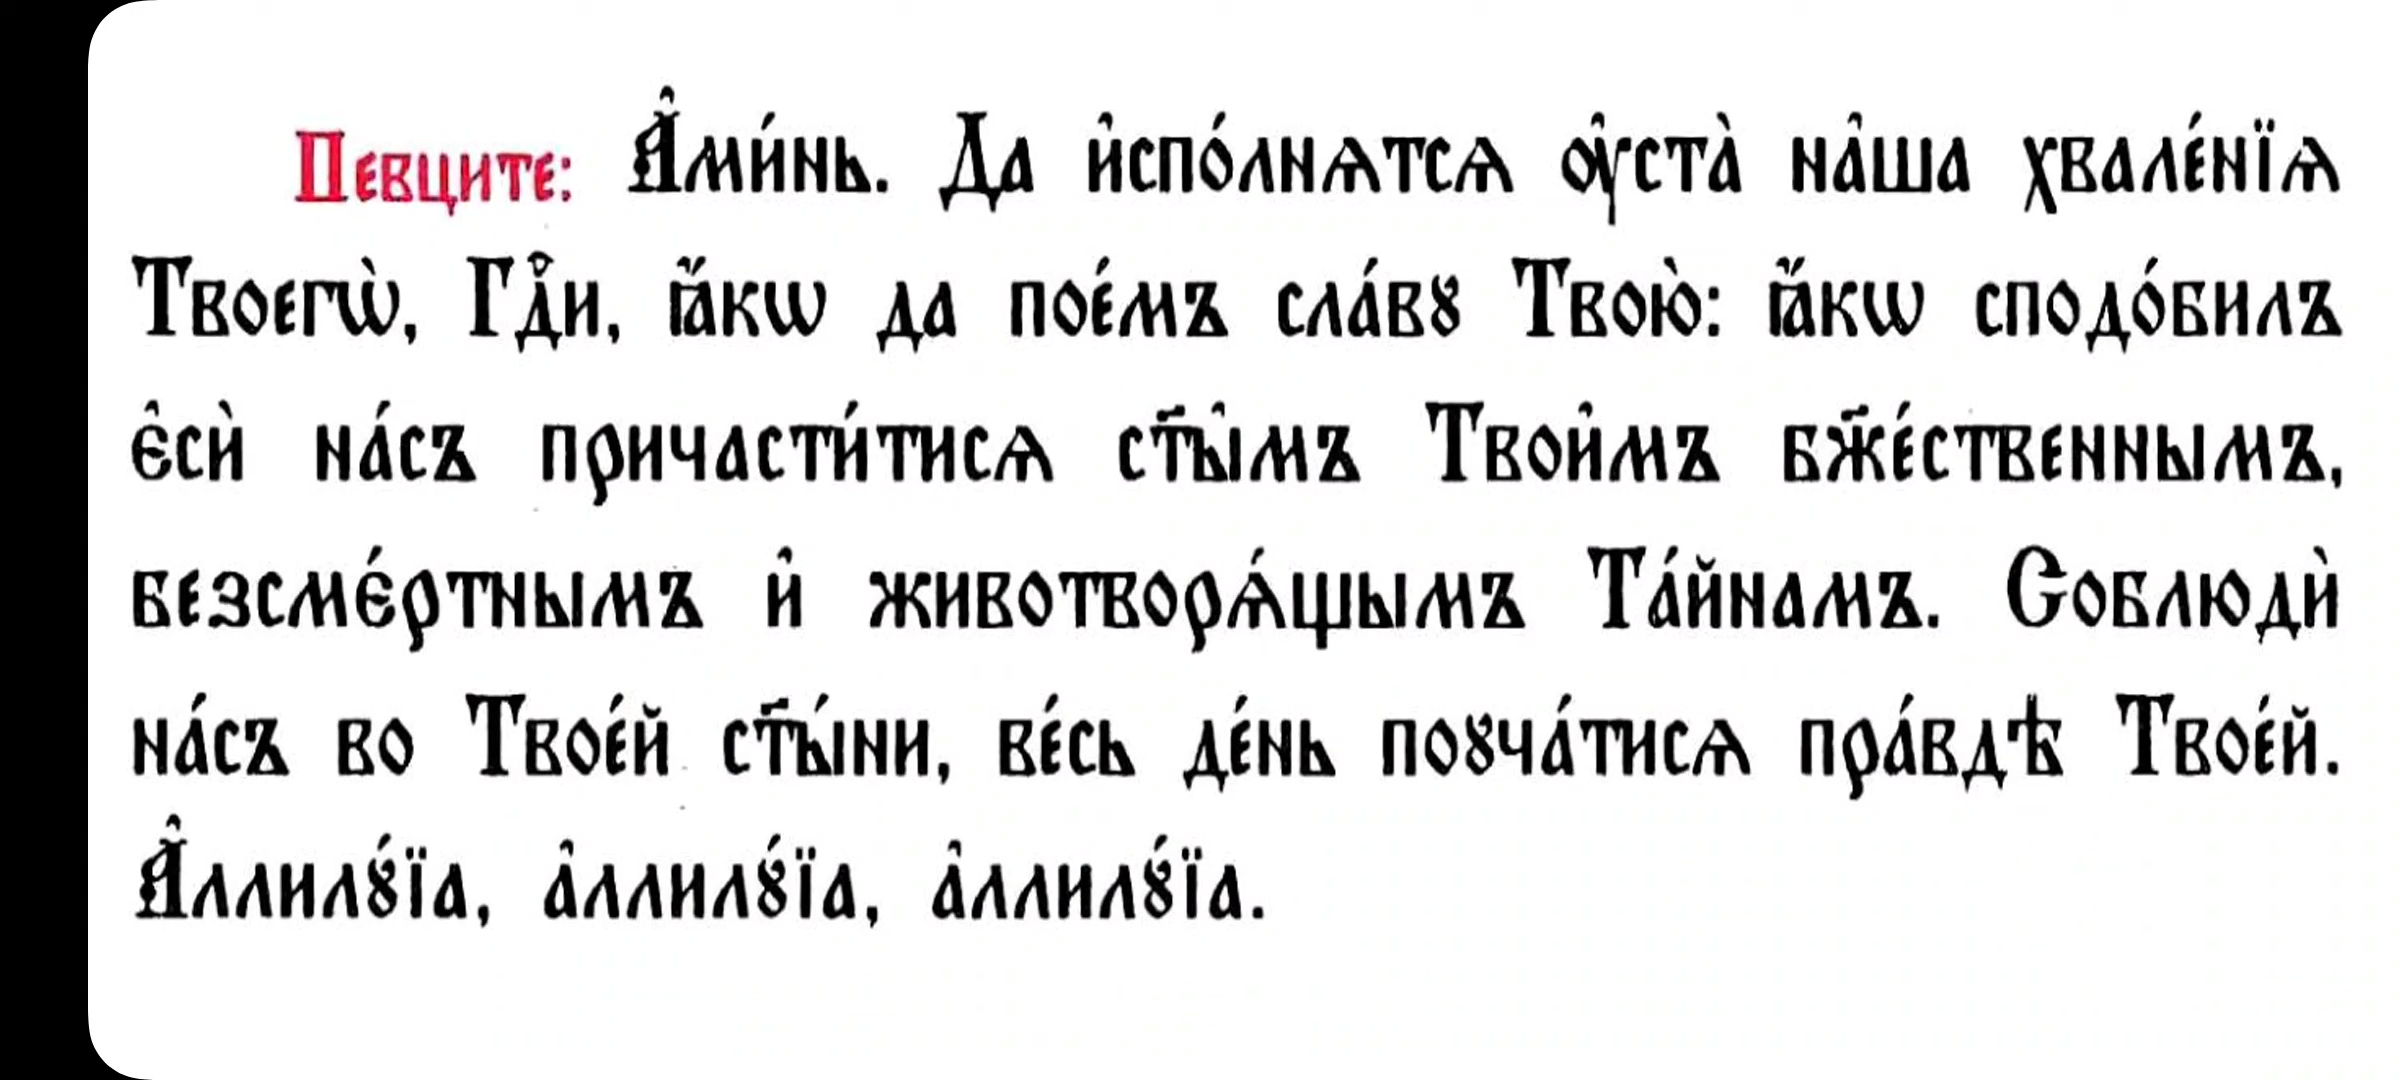 Певците: А҆ми́нь. Да и҆спо́лнѧтсѧ ѹ҆ста̀ на҆ша хвале́нїѧ
Твоегѡ̀, Гдⷭ҇и, ꙗ҆́кѡ да пое́мъ сла́вꙋ Твою̀: ꙗ҆́кѡ сподо́билъ
є҆сѝ на́съ причасти́тисѧ ст҃ы̑мъ Твои̑мъ бж҃е́ственнымъ,
безсмє́ртнымъ и҆ животворѧ́щымъ Та́йнамъ. Соблюдѝ
на́съ во Твое́й ст҃ы́ни, ве́сь де́нь поꙋча́тисѧ пра́вдѣ Твое́й.
А҆ллилꙋ́їа, а҆ллилꙋ́їа, а҆ллилꙋ́їа.